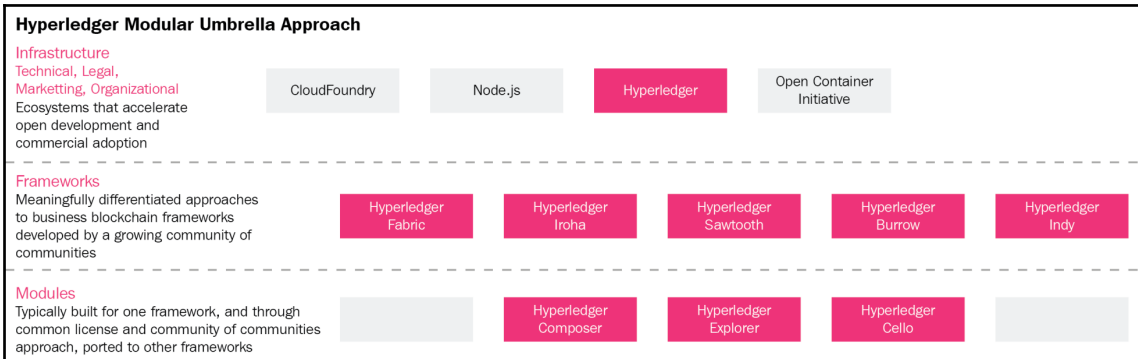 Hyperledger Modular Umbrella Approach
Infrastructure
Technical, Legal,
Marketting, Organizational
Ecosystems that accelerate
open development and
commercial adoption
CloudFoundry
Node.js
Hyperledger
Open Container
Initiative
Frameworks
Meaningfully differentiated approaches
to business blockchain frameworks
developed by a growing community of
communities
Hyperledger
Fabric
Hyperledger
Iroha
Hyperledger
Sawtooth
Hyperledger
Burrow
Hyperledger
Indy
Modules
Typically built for one framework, and through
common license and community of communities
approach, ported to other frameworks
Hyperledger
Composer
Hyperledger
Explorer
Hyperledger
Cello